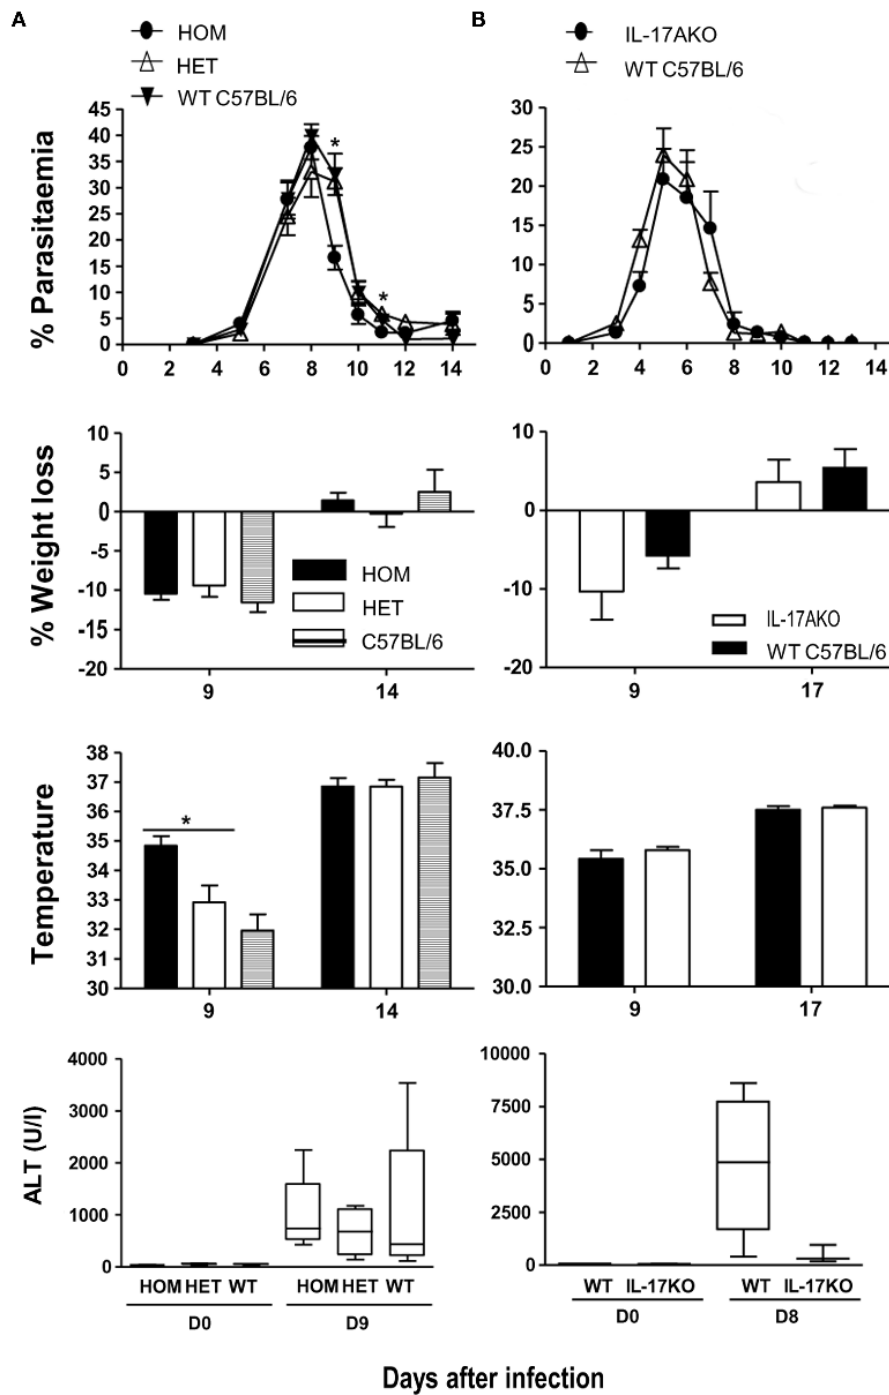 A
HOM
HET
WT C57BL/6
B
IL-17AKO
WT C57BL/6
% Parasitaemia
45
40
35
30
25
20
15
10
5
0
*
*
0 2 4 6 8 10 12 14
30
25
20
15
10
5
0
0 2 4 6 8 10 12 14
% Weight loss
10
5
0
-5
-10
-15
-20
HOM
HET
C57BL/6
9 14
10
0
-10
-20
IL-17AKO
WT C57BL/6
9 17
Temperature
38
37
36
35
34
33
32
31
30
*
9 14
40.0
37.5
35.0
32.5
30.0
9 17
ALT (U/l)
4000
3000
2000
1000
0
HOM HET WT HOM HET WT
D0 D9
10000
7500
5000
2500
0
WT IL-17KO WT IL-17KO
D0 D8
Days after infection